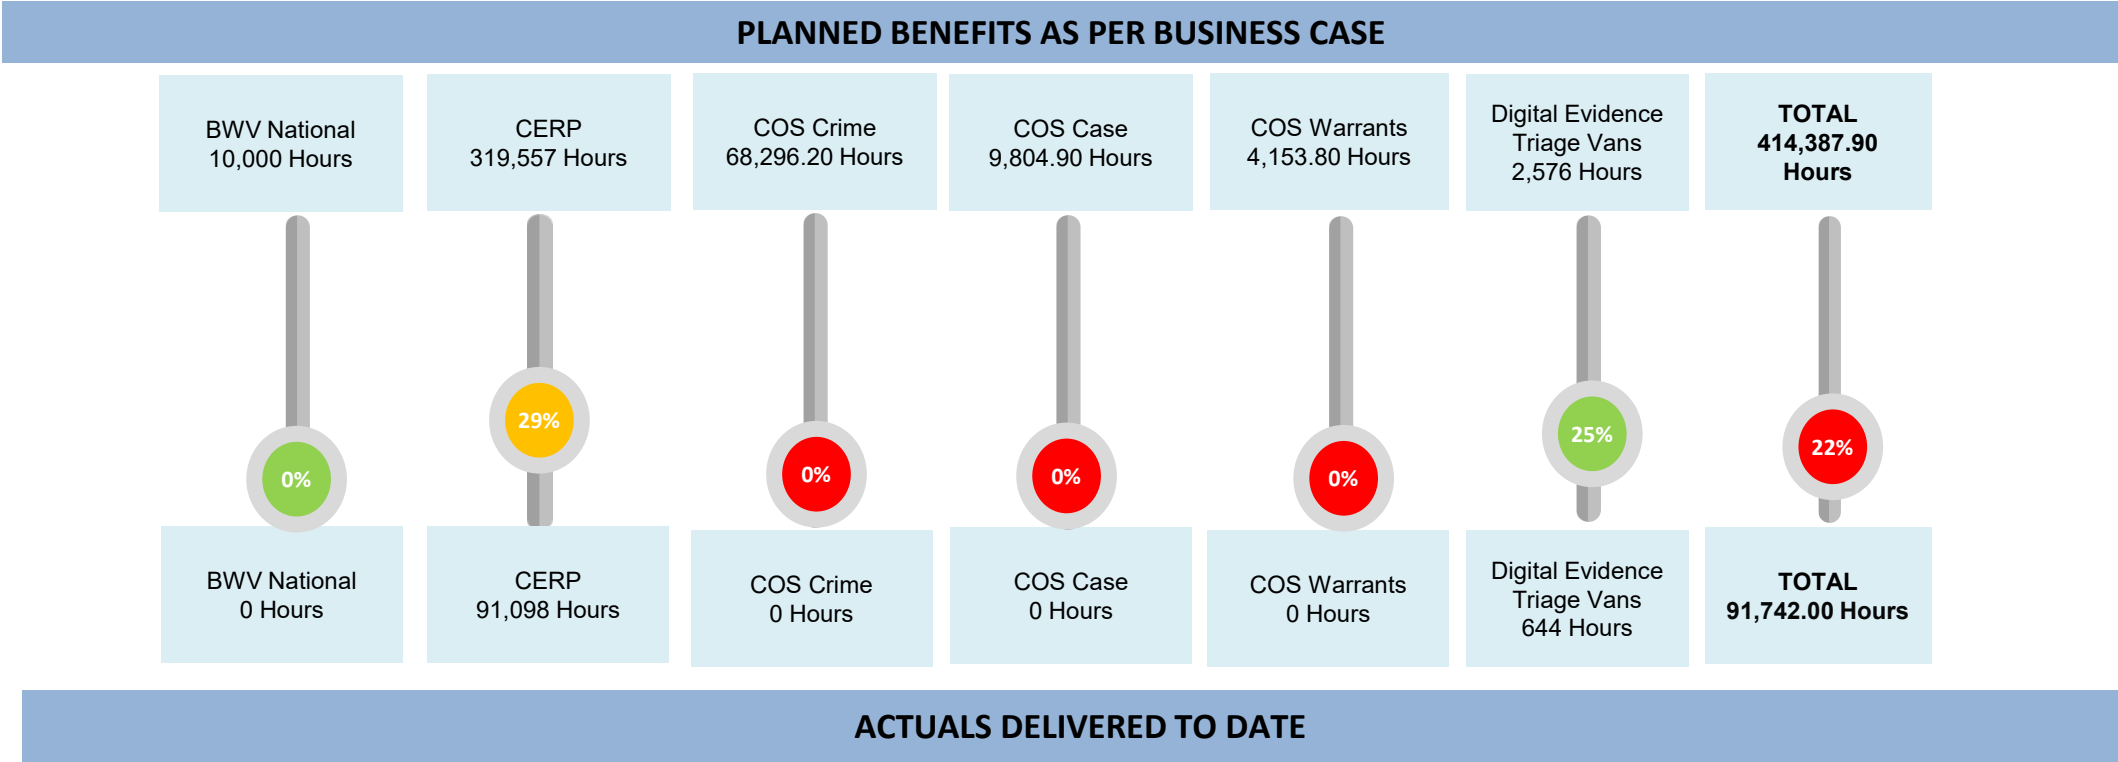 PLANNED BENEFITS AS PER BUSINESS CASE
BWV National
10,000 Hours
CERP
319,557 Hours
COS Crime
68,296.20 Hours
COS Case
9,804.90 Hours
COS Warrants
4,153.80 Hours
Digital Evidence
Triage Vans
2,576 Hours
TOTAL
414,387.90
Hours
0%
29%
0%
0%
0%
25%
22%
BWV National
0 Hours
CERP
91,098 Hours
COS Crime
0 Hours
COS Case
0 Hours
COS Warrants
0 Hours
Digital Evidence
Triage Vans
644 Hours
TOTAL
91,742.00 Hours
ACTUALS DELIVERED TO DATE